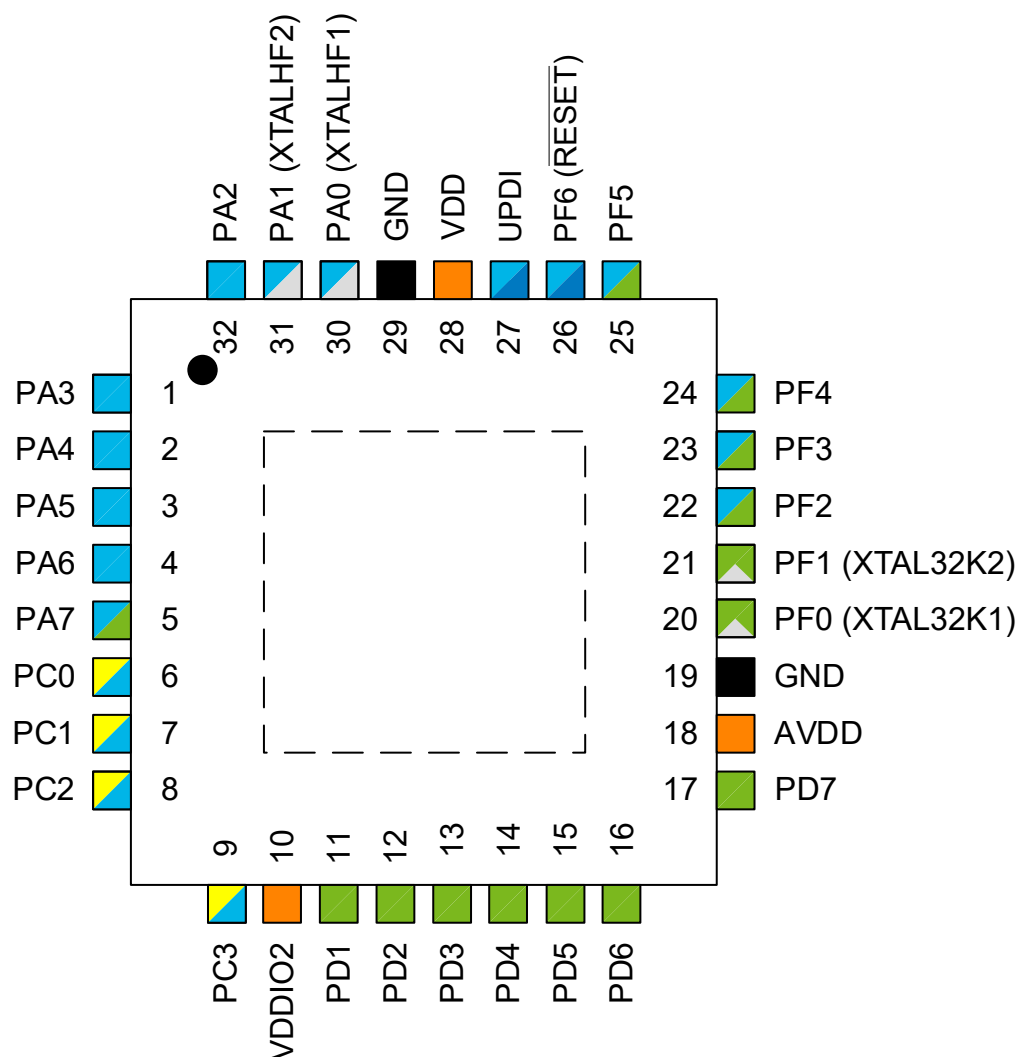 PA2
PA1 (XTALHF2)
PA0 (XTALHF1)
GND
VDD
UPDI
PF6 (RESET)
PF5
32
31
30
29
28
27
26
25
PA3 1
PA4 2
PA5 3
PA6 4
PA7 5
PC0 6
PC1 7
PC2 8
24 PF4
23 PF3
22 PF2
21 PF1 (XTAL32K2)
20 PF0 (XTAL32K1)
19 GND
18 AVDD
17 PD7
9
10
11
12
13
14
15
16
PC3
VDDIO2
PD1
PD2
PD3
PD4
PD5
PD6